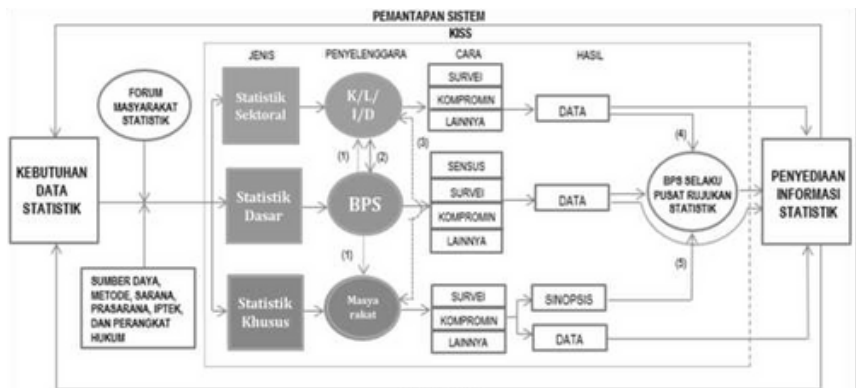 PEMANTAPAN SISTEM
KISS
JENIS
PENYELENGGARA
CARA
HASIL
FORUM
MASYARAKAT
STATISTIK
KEBUTUHAN
DATA
STATISTIK
SUMBER DAYA,
METODE, SARANA,
PRASARANA, IPTEK,
DAN PERANGKAT
HUKUM
Statistik
Sektoral
K/L/
I/D
SURVEI
KOMPROMIN
LAINNYA
DATA
(1)
(2)
(3)
(4)
Statistik
Dasar
BPS
SENSUS
SURVEI
KOMPROMIN
LAINNYA
DATA
BPS SELAKU
PUSAT RUJUKAN
STATISTIK
PENYEDIAAN
INFORMASI
STATISTIK
(1)
(5)
Statistik
Khusus
Masya
rakat
SURVEI
KOMPROMIN
LAINNYA
SINOPSIS
DATA